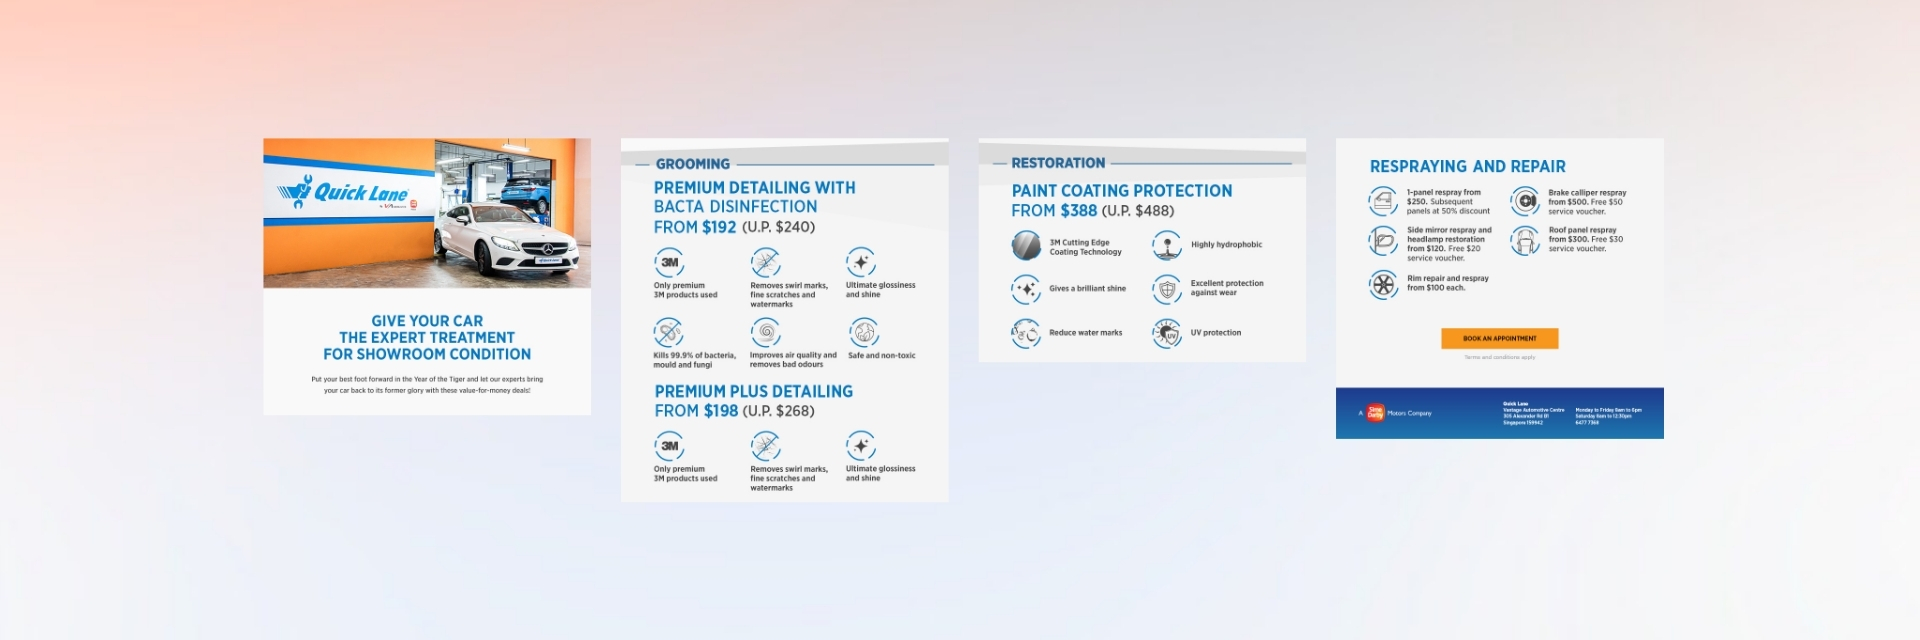 Quick Lane
GIVE YOUR CAR
THE EXPERT TREATMENT
FOR SHOWROOM CONDITION
Put your best foot forward in the Year of the Tiger and let our experts bring
your car back to its former glory with these value-for-money deals!
GROOMING
PREMIUM DETAILING WITH
BACTA DISINFECTION
FROM $192 (U.P. $240)
3M
Only premium
3M products used
Removes swirl marks,
fine scratches and
watermarks
Ultimate glossiness
and shine
Kills 99.9% of bacteria,
mould and fungi
Improves air quality and
removes bad odours
Safe and non-toxic
PREMIUM PLUS DETAILING
FROM $198 (U.P. $268)
3M
Only premium
3M products used
Removes swirl marks,
fine scratches and
watermarks
Ultimate glossiness
and shine
RESTORATION
PAINT COATING PROTECTION
FROM $388 (U.P. $488)
3M Cutting Edge
Coating Technology
Highly hydrophobic
Gives a brilliant shine
Excellent protection
against wear
Reduce water marks
UV
UV protection
RESPRAYING AND REPAIR
1-panel respray from
$250. Subsequent
panels at 50% discount
Brake calliper respray
from $500. Free $50
service voucher.
Side mirror respray and
headlamp restoration
from $120. Free $20
service voucher.
Roof panel respray
from $300. Free $30
service voucher.
Rim repair and respray
from $100 each.
BOOK AN APPOINTMENT
Terms and conditions apply
A Sime Darby Motors Company
Quick Lane
Vantage Automotive Centre
305 Alexander Rd B1
Singapore 159942
Monday to Friday 8am to 6pm
Saturday 8am to 12.30pm
6477 7368